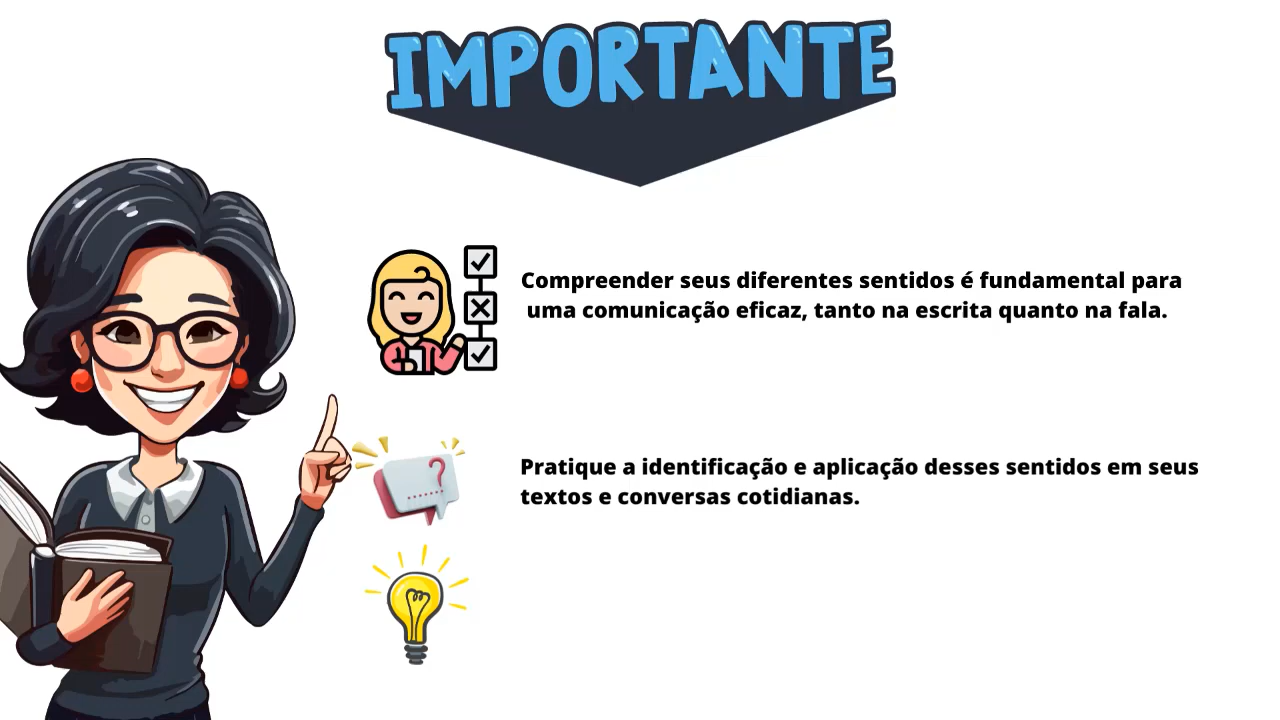 IMPORTANTE
Compreender seus diferentes sentidos é fundamental para
uma comunicação eficaz, tanto na escrita quanto na fala.
Pratique a identificação e aplicação desses sentidos em seus
textos e conversas cotidianas.